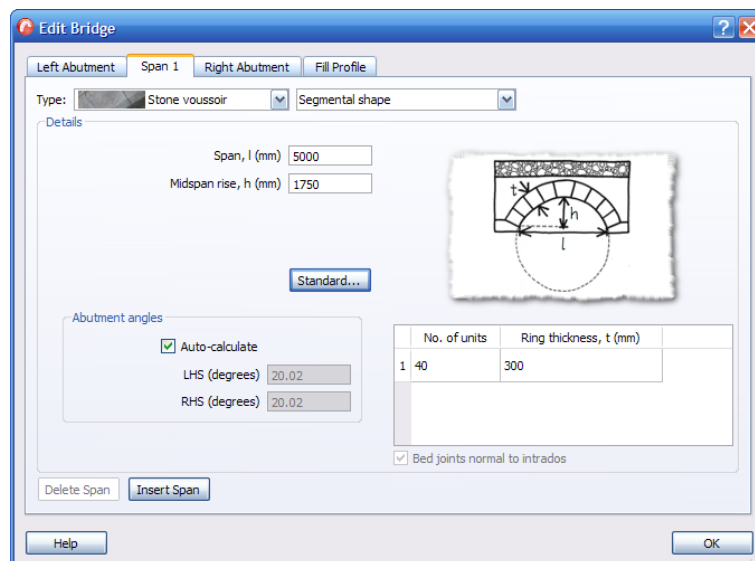 Edit Bridge
Left Abutment Span 1 Right Abutment Fill Profile
Type: Stone voussoir Segmental shape
Details
Span, l (mm) 5000
Midspan rise, h (mm) 1750
t
h
l
Standard...
Abutment angles
Auto-calculate
LHS (degrees) 20.02
RHS (degrees) 20.02
No. of units Ring thickness, t (mm)
1 40 300
Bed joints normal to intrados
Delete Span Insert Span
Help OK